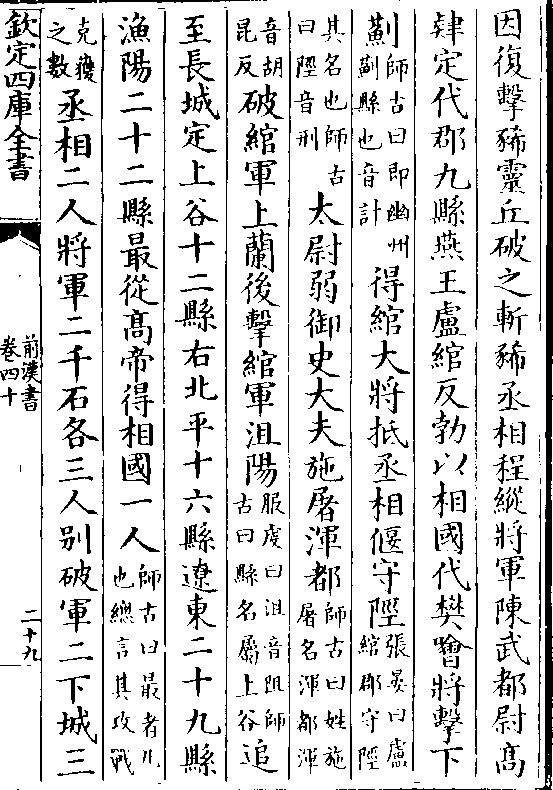 因復擊豨靈丘破之斬豨丞相程縱將軍陳武都尉髙
肄定代郡九縣燕王盧綰反勃以相國代樊噲將擊下
薊師古曰即幽州薊縣也音計得綰大將抵丞相偃守陘張晏曰盧綰郡守陘
其名也師古曰陘音刑太尉弱御史大夫施屠渾都師古曰姓施屠名渾都渾
音胡昆反破綰軍上蘭後擊綰軍沮陽服虔曰沮音阻師古曰縣名屬上谷追
至長城定上谷十二縣右北平十六縣遼東二十九縣
漁陽二十二縣最從髙帝得相國一人師古曰最者凡也總言其攻戰
克獲之數丞相二人將軍二千石各三人别破軍二下城三
欽定四庫全書
前漢書
卷四十
二十九